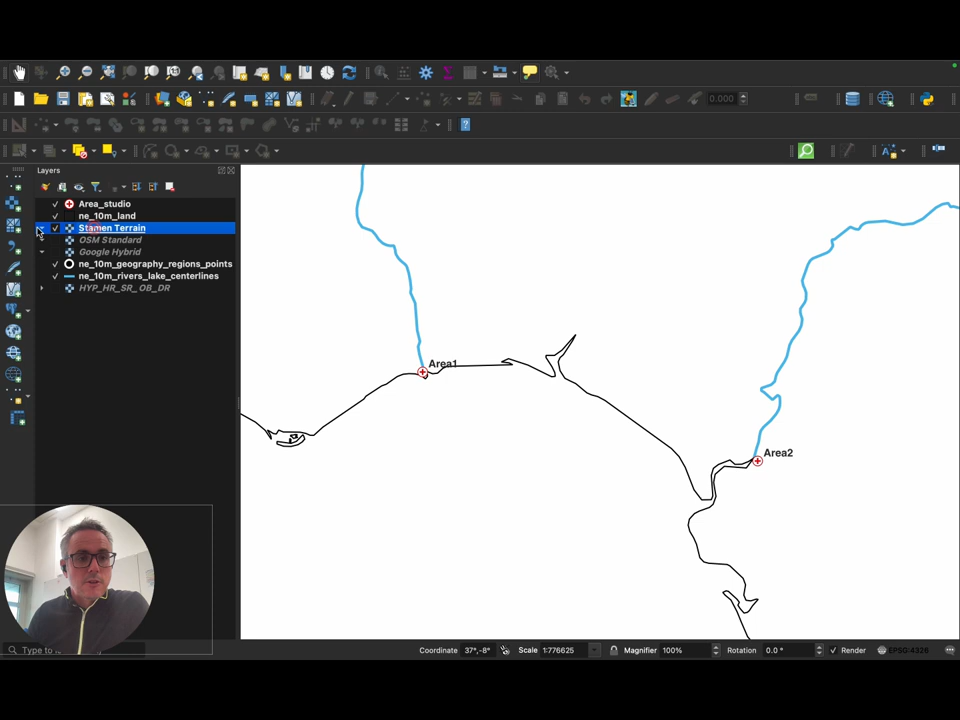 0.000
Layers
Area_studio
ne_10m_land
Stamen Terrain
OSM Standard
Google Hybrid
ne_10m_geography_regions_points
ne_10m_rivers_lake_centerlines
HYP_HR_SR_OB_DR
Area1
Area2
Type to
Coordinate 37°,-8° Scale 1:776625 Magnifier 100% Rotation 0.0 ° Render EPSG:4326